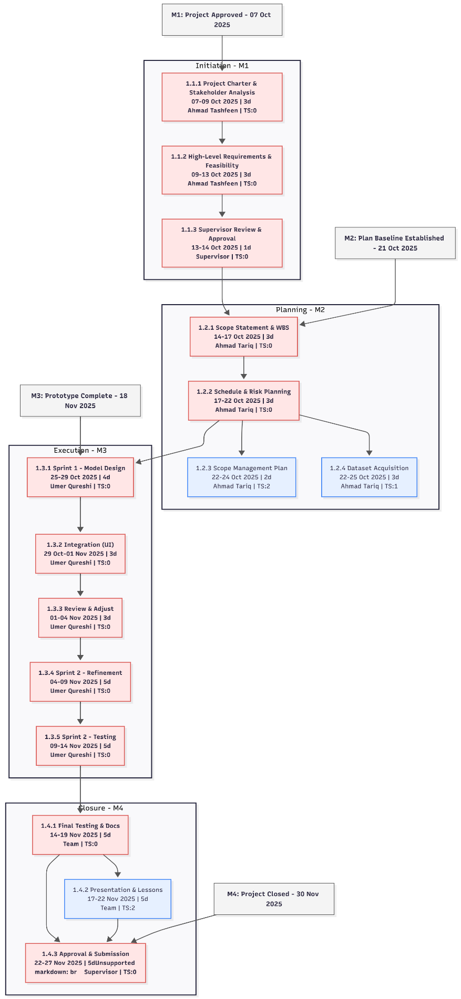 M1: Project Approved - 07 Oct
2025
Initiation - M1
1.1.1 Project Charter &
Stakeholder Analysis
07-09 Oct 2025 | 3d
Ahmad Tashfeen | TS:0
1.1.2 High-Level Requirements &
Feasibility
09-13 Oct 2025 | 3d
Ahmad Tashfeen | TS:0
1.1.3 Supervisor Review &
Approval
13-14 Oct 2025 | 1d
Supervisor | TS:0
M2: Plan Baseline Established
- 21 Oct 2025
Planning - M2
1.2.1 Scope Statement & WBS
14-17 Oct 2025 | 3d
Ahmad Tariq | TS:0
1.2.2 Schedule & Risk Planning
17-22 Oct 2025 | 3d
Ahmad Tariq | TS:0
1.2.3 Scope Management Plan
22-24 Oct 2025 | 2d
Ahmad Tariq | TS:2
1.2.4 Dataset Acquisition
22-25 Oct 2025 | 3d
Ahmad Tariq | TS:1
M3: Prototype Complete - 18
Nov 2025
Execution - M3
1.3.1 Sprint 1 - Model Design
25-29 Oct 2025 | 4d
Umer Qureshi | TS:0
1.3.2 Integration (UI)
29 Oct-01 Nov 2025 | 3d
Umer Qureshi | TS:0
1.3.3 Review & Adjust
01-04 Nov 2025 | 3d
Umer Qureshi | TS:0
1.3.4 Sprint 2 - Refinement
04-09 Nov 2025 | 5d
Umer Qureshi | TS:0
1.3.5 Sprint 2 - Testing
09-14 Nov 2025 | 5d
Umer Qureshi | TS:0
Closure - M4
1.4.1 Final Testing & Docs
14-19 Nov 2025 | 5d
Team | TS:0
1.4.2 Presentation & Lessons
17-22 Nov 2025 | 5d
Team | TS:2
M4: Project Closed - 30 Nov
2025
1.4.3 Approval & Submission
22-27 Nov 2025 | 5dUnsupported
markdown: br Supervisor | TS:0